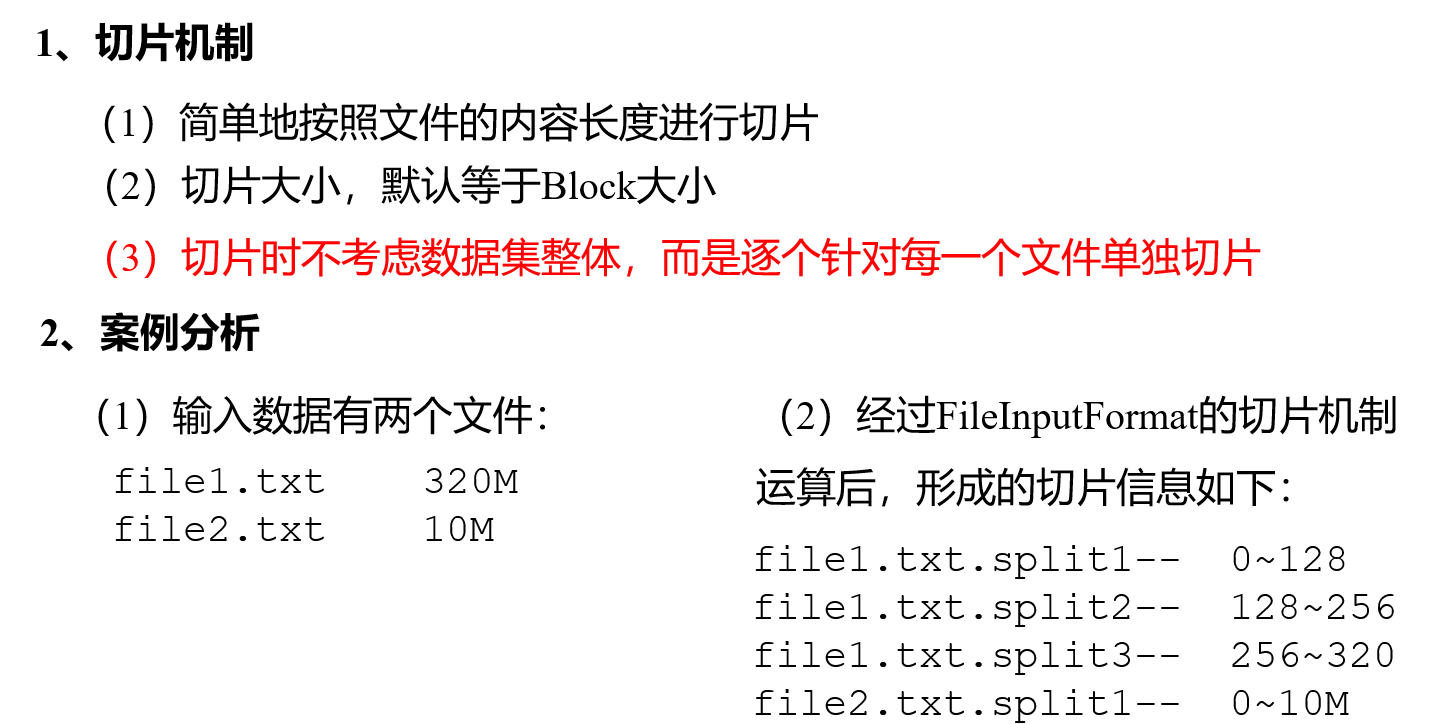 1、切片机制
（1）简单地按照文件的内容长度进行切片
（2）切片大小，默认等于Block大小
（3）切片时不考虑数据集整体，而是逐个针对每一个文件单独切片
2、案例分析
（1）输入数据有两个文件：
file1.txt    320M
file2.txt    10M
（2）经过FileInputFormat的切片机制
运算后，形成的切片信息如下：
file1.txt.split1--  0~128
file1.txt.split2--  128~256
file1.txt.split3--  256~320
file2.txt.split1--  0~10M